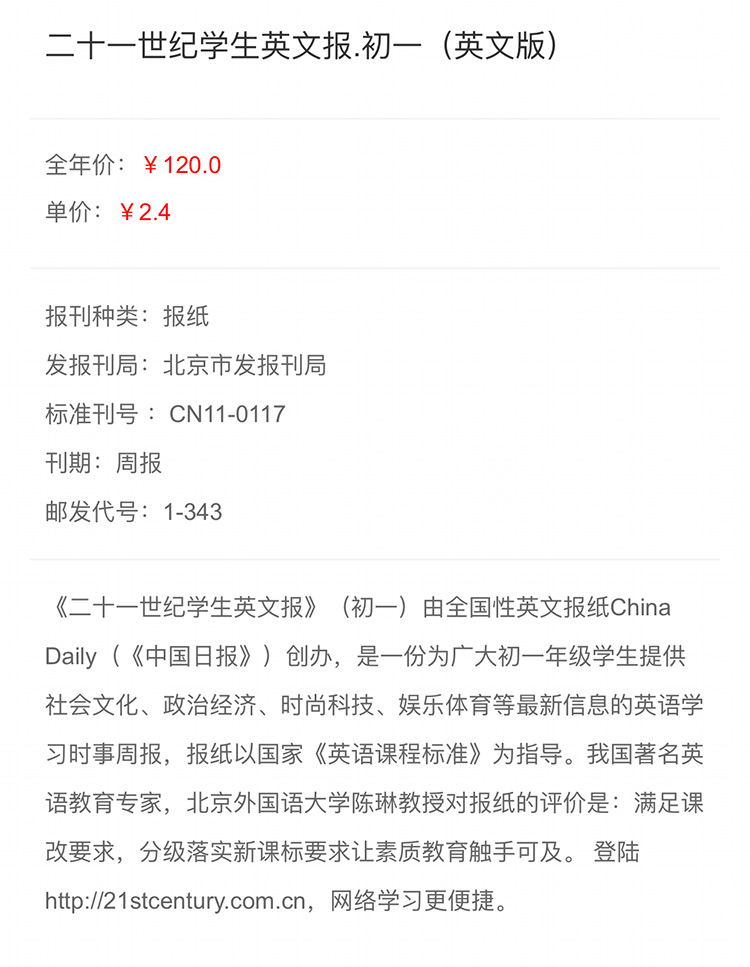 二十一世纪学生英文报.初一（英文版）
全年价：￥120.0
单价：￥2.4
报刊种类：报纸
发报刊局：北京市发报刊局
标准刊号 ：CN11-0117
刊期：周报
邮发代号：1-343
《二十一世纪学生英文报》（初一）由全国性英文报纸China
Daily（《中国日报》）创办，是一份为广大初一年级学生提供
社会文化、政治经济、时尚科技、娱乐体育等最新信息的英语学
习时事周报，报纸以国家《英语课程标准》为指导。我国著名英
语教育专家，北京外国语大学陈琳教授对报纸的评价是：满足课
改要求，分级落实新课标要求让素质教育触手可及。 登陆
http://21stcentury.com.cn，网络学习更便捷。